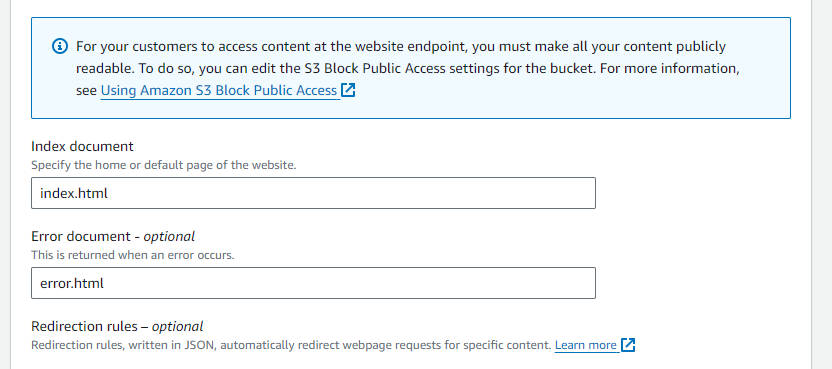 For your customers to access content at the website endpoint, you must make all your content publicly
readable. To do so, you can edit the S3 Block Public Access settings for the bucket. For more information,
see Using Amazon S3 Block Public Access
Index document
Specify the home or default page of the website.
index.html
Error document - optional
This is returned when an error occurs.
error.html
Redirection rules – optional
Redirection rules, written in JSON, automatically redirect webpage requests for specific content. Learn more